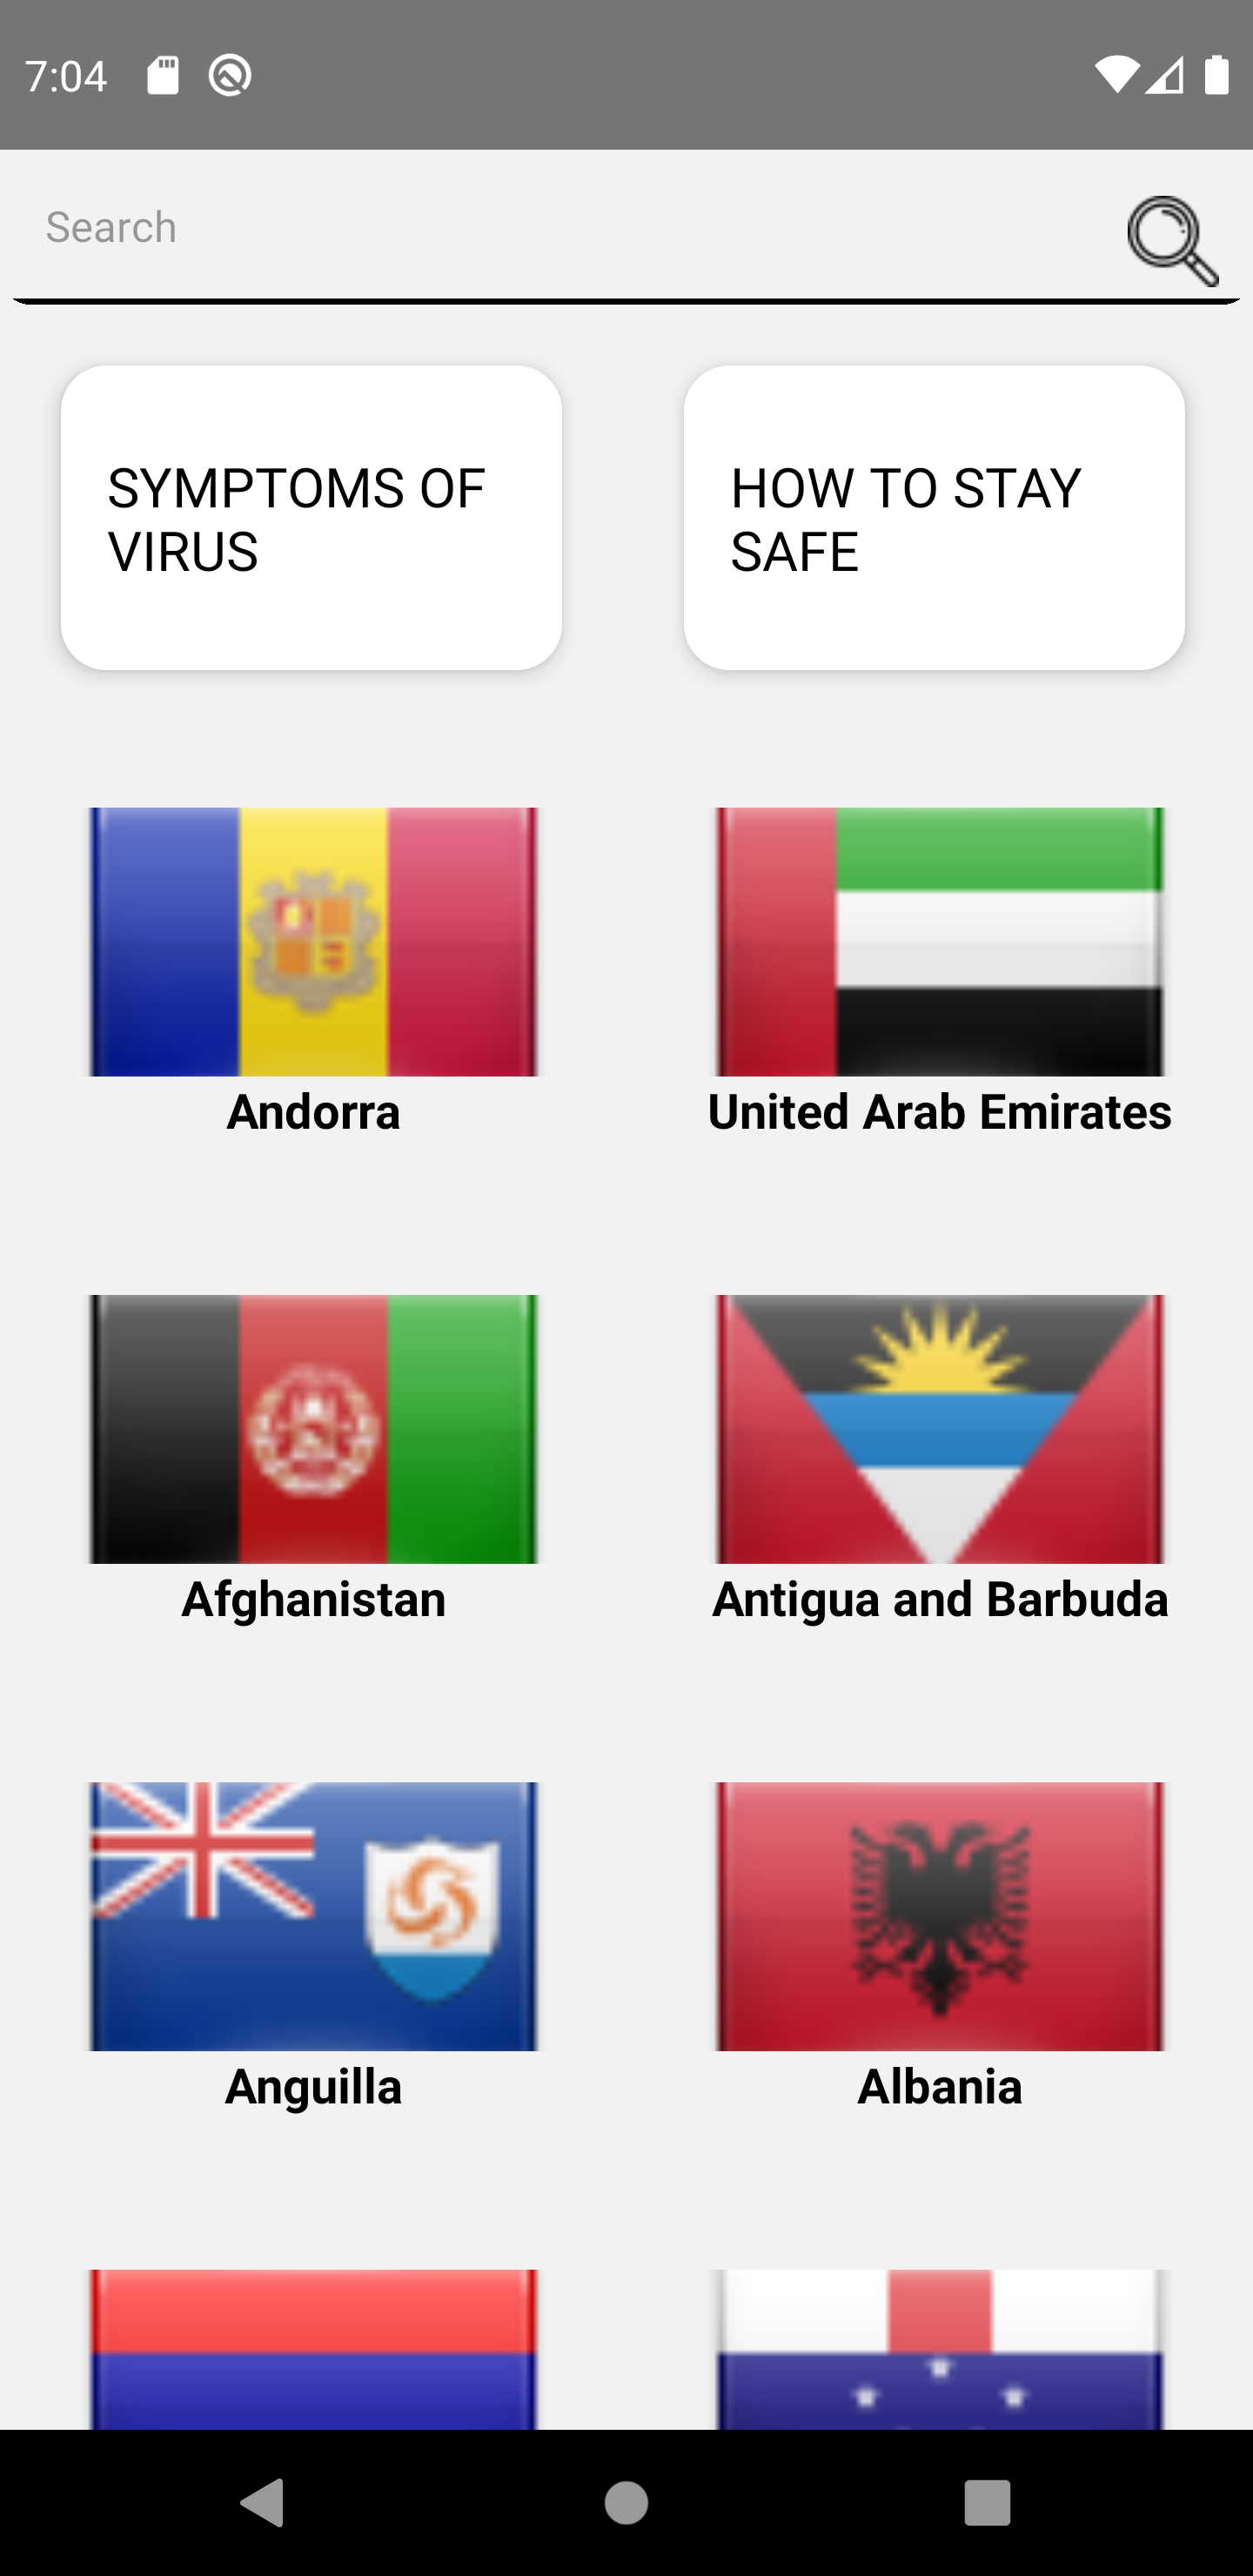 7:04
Search
SYMPTOMS OF
VIRUS
HOW TO STAY
SAFE
Andorra
United Arab Emirates
Afghanistan
Antigua and Barbuda
Anguilla
Albania